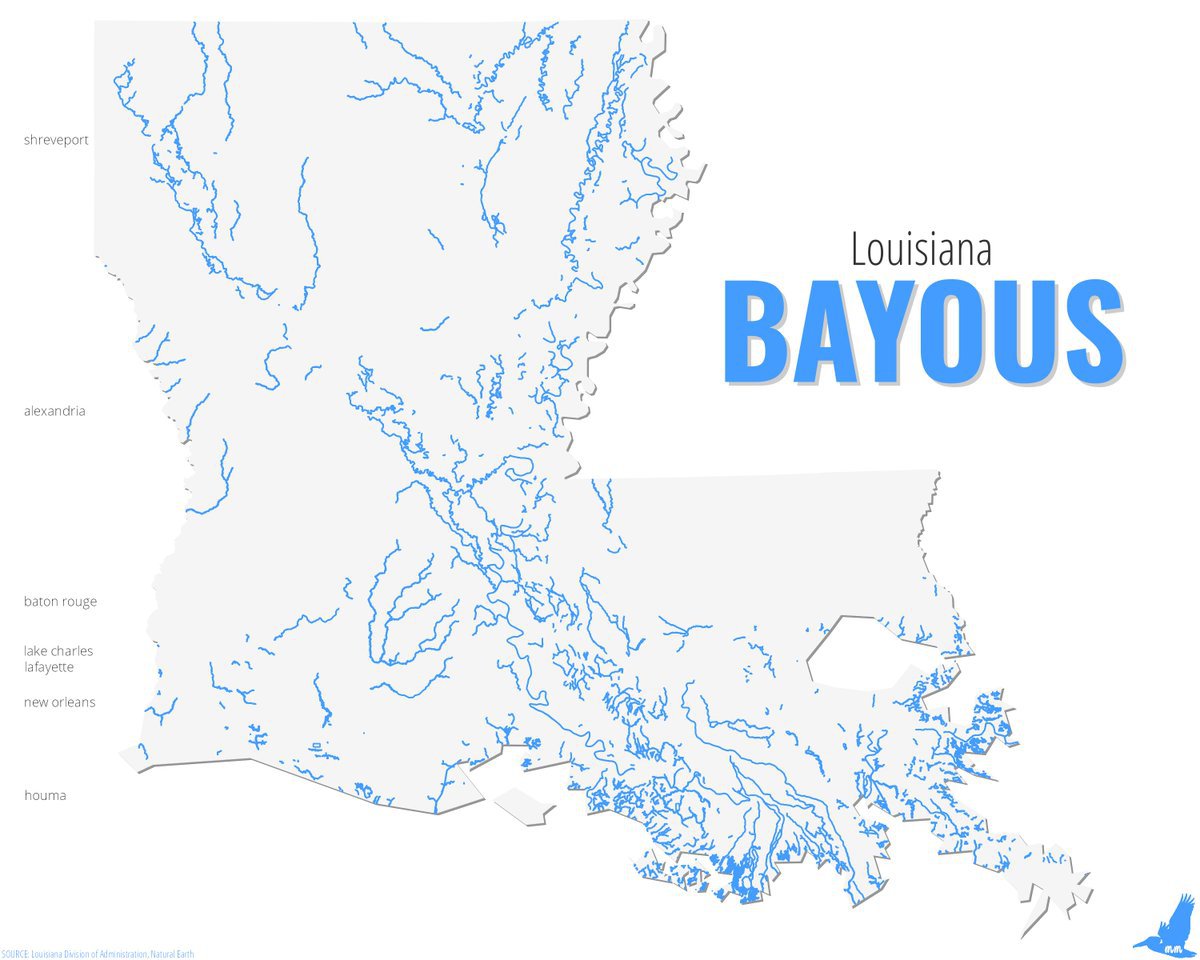 Louisiana
BAYOUS
shreveport
alexandria
baton rouge
lake charles
lafayette
new orleans
houma
SOURCE: Louisiana Division of Administration, Natural Earth